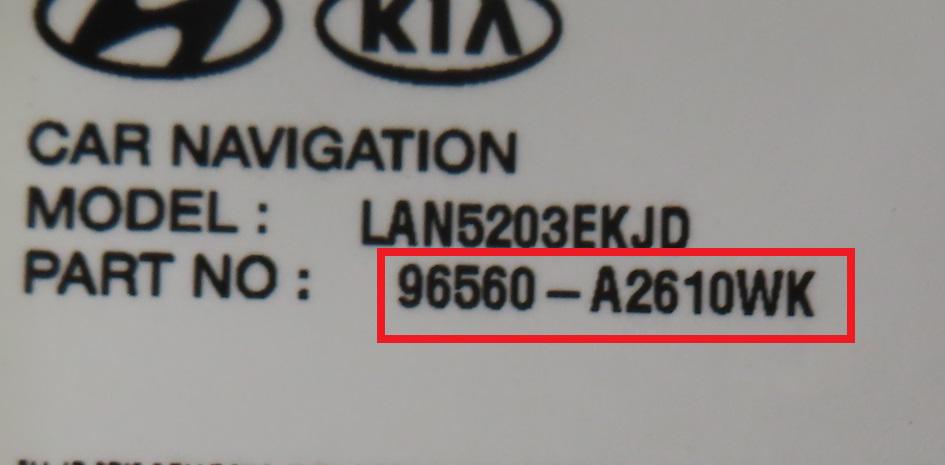 KIA
CAR NAVIGATION
MODEL : LAN5203EKJD
PART NO : 96560-A2610WK